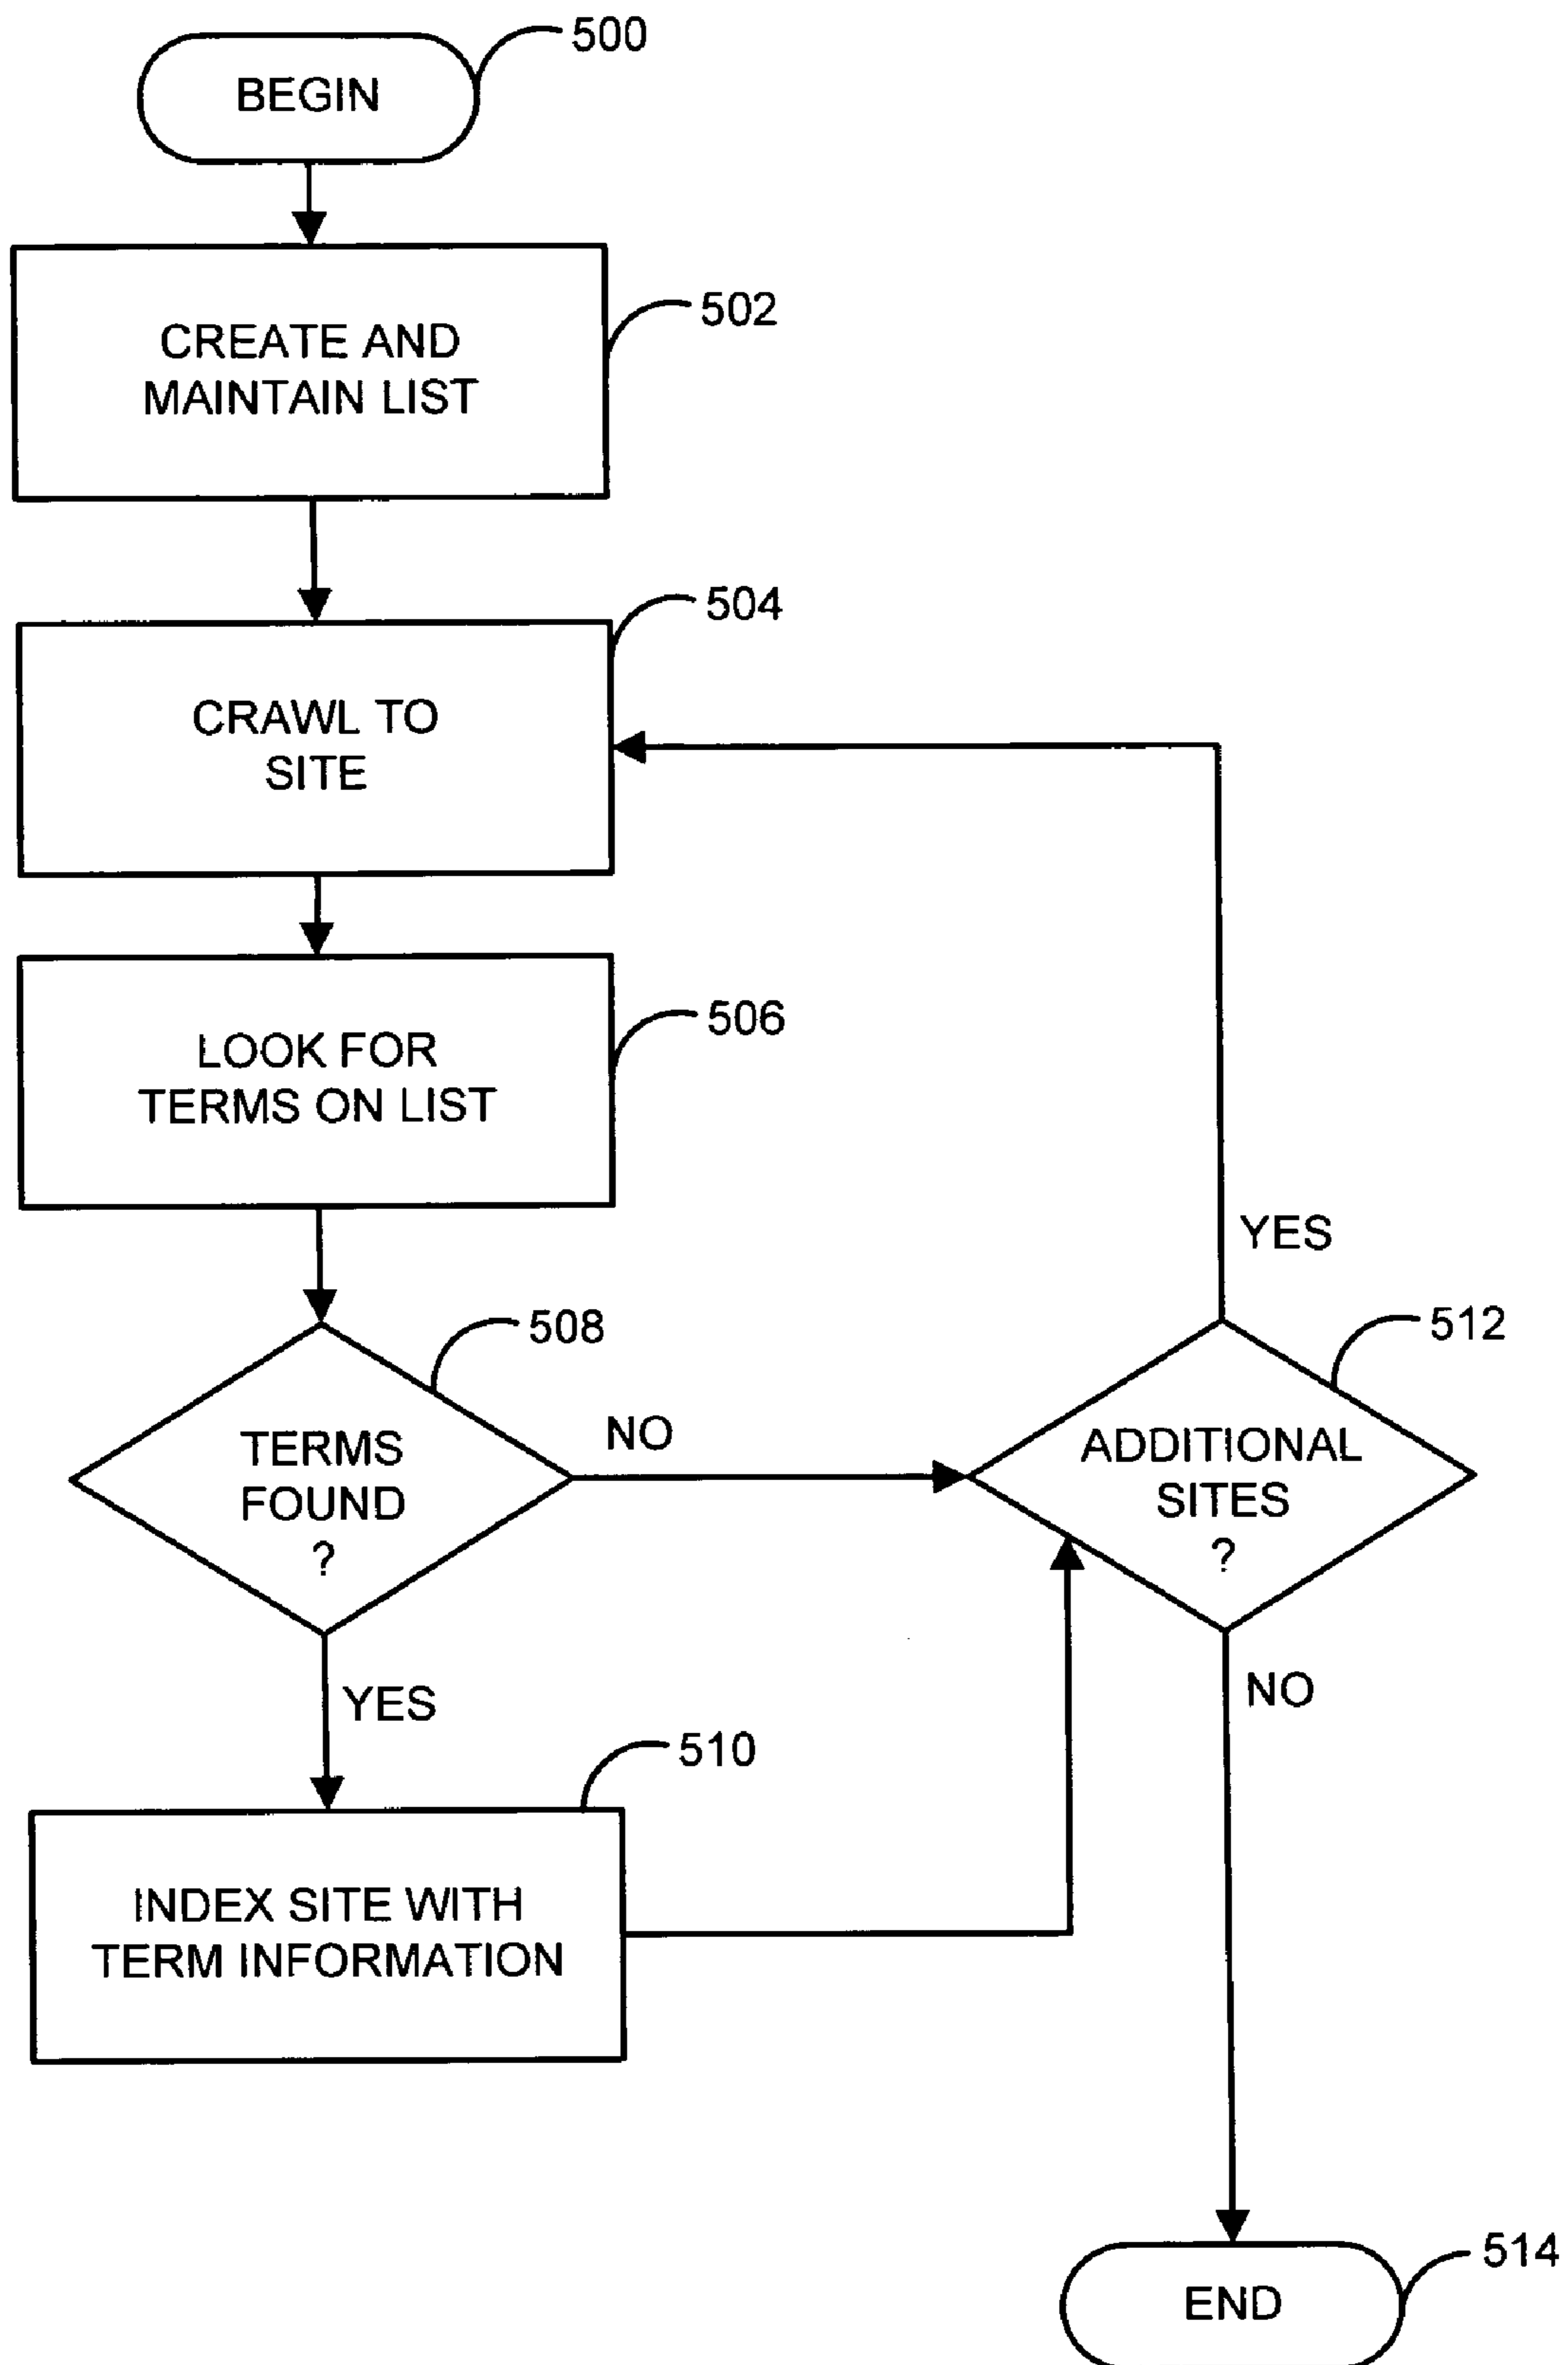 500
BEGIN
502
CREATE AND
MAINTAIN LIST
504
CRAWL TO
SITE
506
LOOK FOR
TERMS ON LIST
YES
508
512
TERMS
FOUND
?
NO
ADDITIONAL
SITES
?
YES
NO
510
INDEX SITE WITH
TERM INFORMATION
514
END